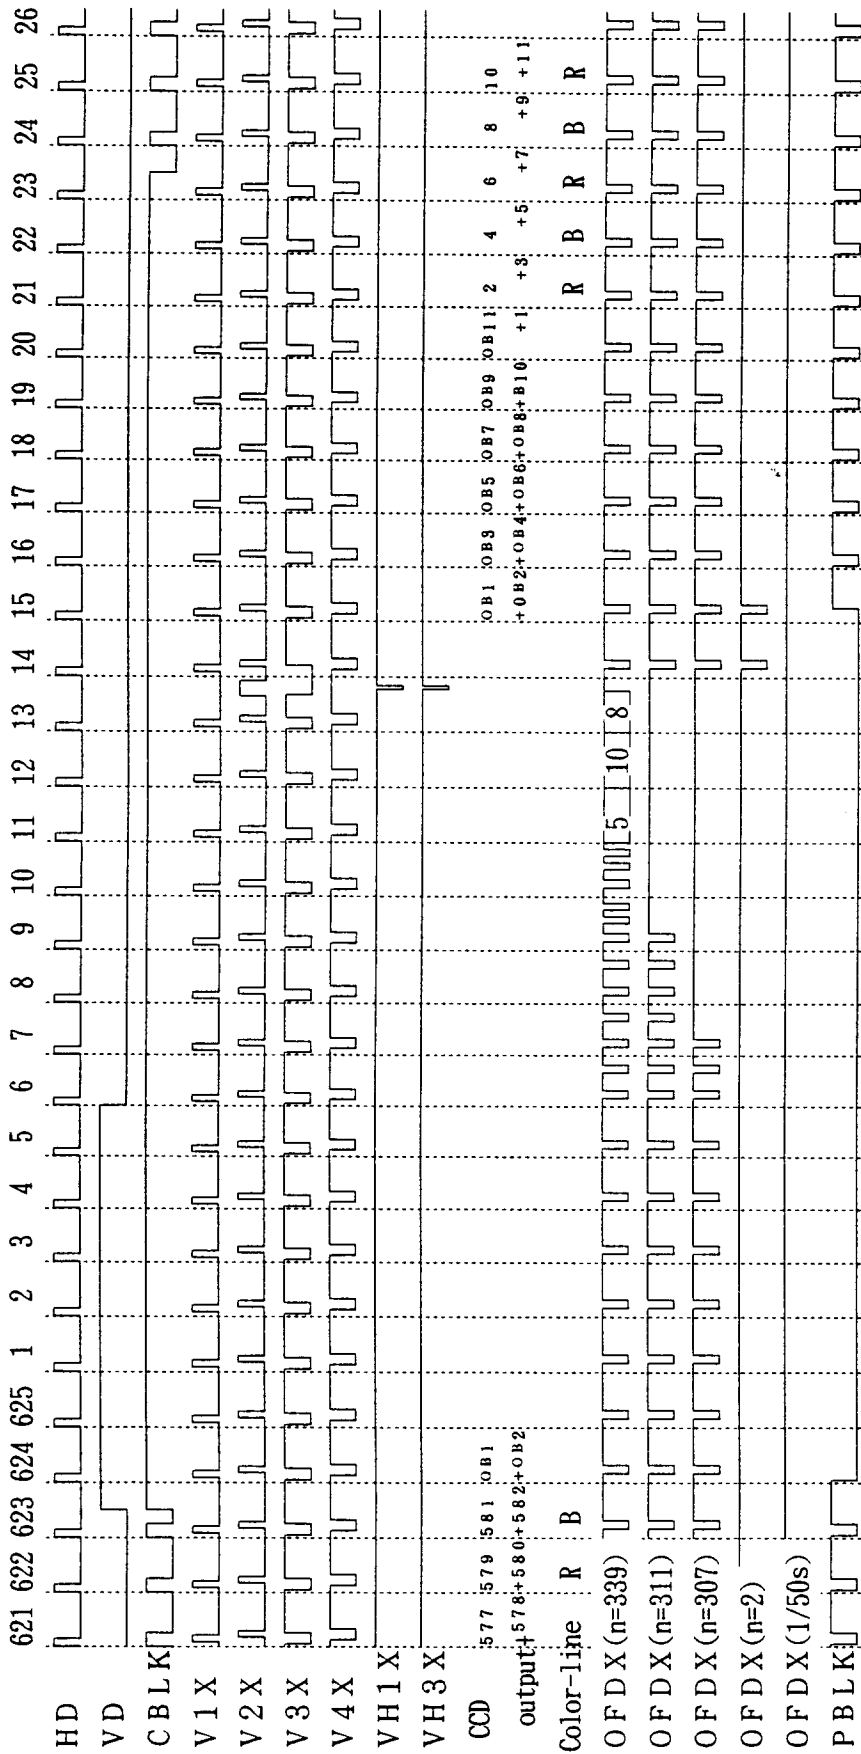 621 622 623 624 625 1 2 3 4 5 6 7 8 9 10 11 12 13 14 15 16 17 18 19 20 21 22 23 24 25 26
HD
VD
CBLK
V1X
V2X
V3X
V4X
VH1X
VH3X
CCD 577 579 581 OB1 OB1 OB3 OB5 OB7 OB9 OB11 2 4 6 8 10
output +578+580+582+OB2 +OB2+OB4+OB6+OB8+B10 +1 +3 +5 +7 +9 +11
Color-line R B R B R B R
OFDX(n=339) 5 10 8
OFDX(n=311)
OFDX(n=307)
OFDX(n=2)
OFDX(1/50s)
PBLK